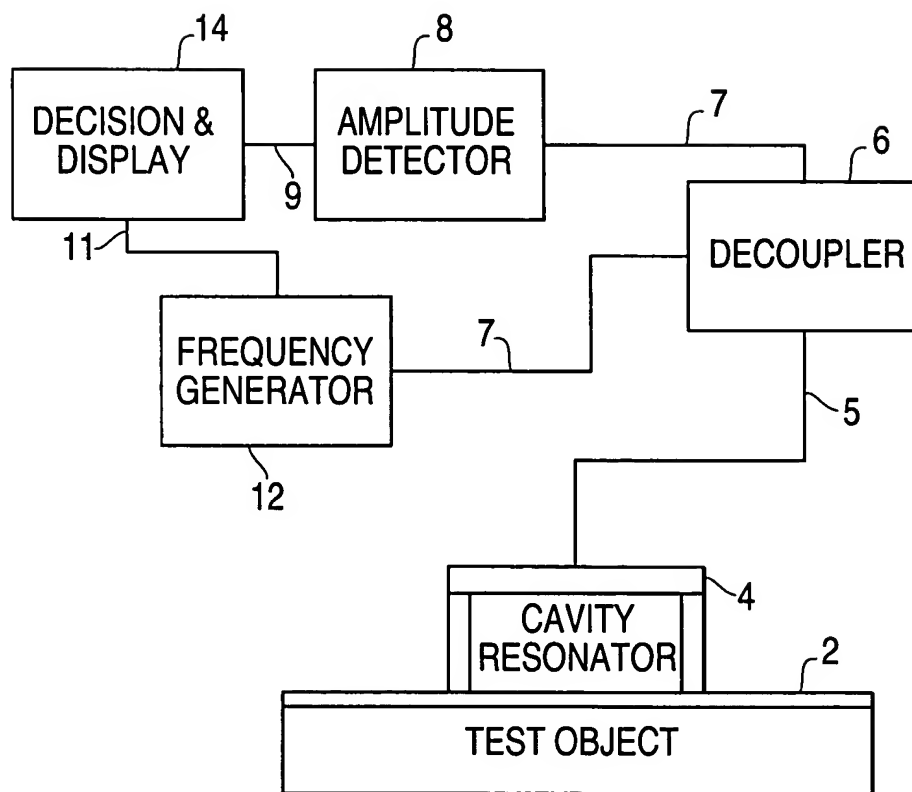 14
8
DECISION &
DISPLAY
AMPLITUDE
DETECTOR
7
6
9
11
DECOUPLER
FREQUENCY
GENERATOR
7
5
12
4
CAVITY
RESONATOR
2
TEST OBJECT